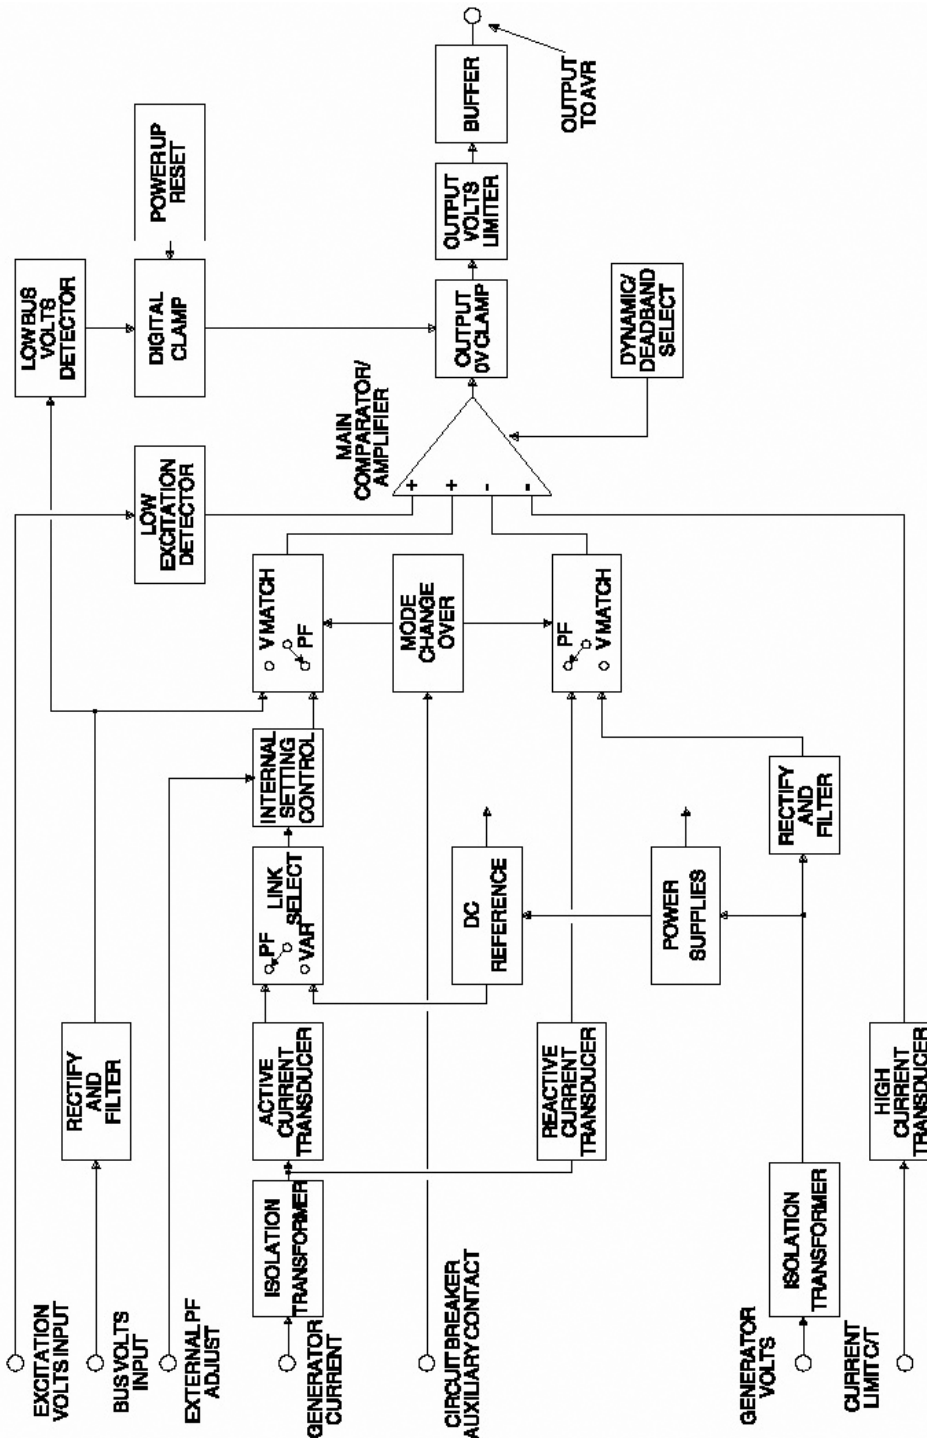 EXCITATION
VOLTS INPUT
BUS VOLTS
INPUT
EXTERNAL PF
ADJUST
GENERATOR
CURRENT
CIRCUIT BREAKER
AUXILIARY CONTACT
GENERATOR
VOLTS
CURRENT
LIMIT C/T
RECTIFY
AND
FILTER
ISOLATION
TRANSFORMER
ACTIVE
CURRENT
TRANSDUCER
REACTIVE
CURRENT
TRANSDUCER
ISOLATION
TRANSFORMER
HIGH
CURRENT
TRANSDUCER
PF
LINK
SELECT
VAR
DC
REFERENCE
POWER
SUPPLIES
INTERNAL
SETTING
CONTROL
RECTIFY
AND
FILTER
LOW
EXCITATION
DETECTOR
V MATCH
PF
MODE
CHANGE
OVER
PF
V MATCH
LOW BUS
VOLTS
DETECTOR
DIGITAL
CLAMP
POWER UP
RESET
MAIN
COMPARATOR/
AMPLIFIER
+
+
-
-
OUTPUT
0V CLAMP
DYNAMIC/
DEADBAND
SELECT
OUTPUT
VOLTS
LIMITER
BUFFER
OUTPUT
TO AVR